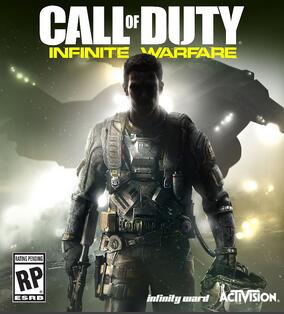 CALL OF DUTY
INFINITE WARFARE
RATING PENDING
RP
ESRB
infinity ward
ACTIVISION